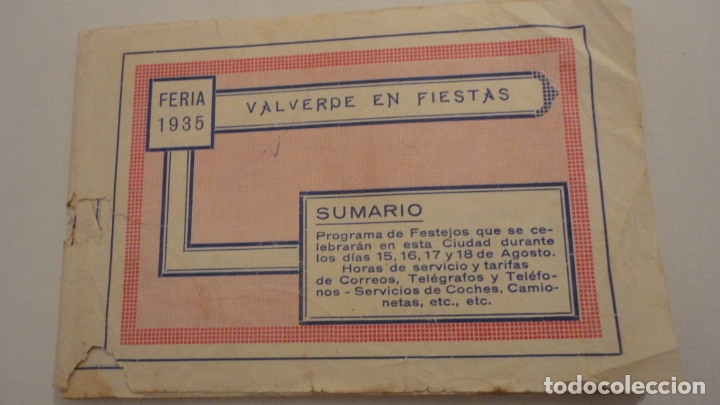 FERIA
1935
VALVERDE EN FIESTAS
SUMARIO
Programa de Festejos que se ce-
lebrarán en esta Ciudad durante
los días 15, 16, 17 y 18 de Agosto.
Horas de servicio y tarifas
de Correos, Telégrafos y Teléfo-
nos - Servicios de Coches, Camio-
netas, etc., etc.
todocoleccion